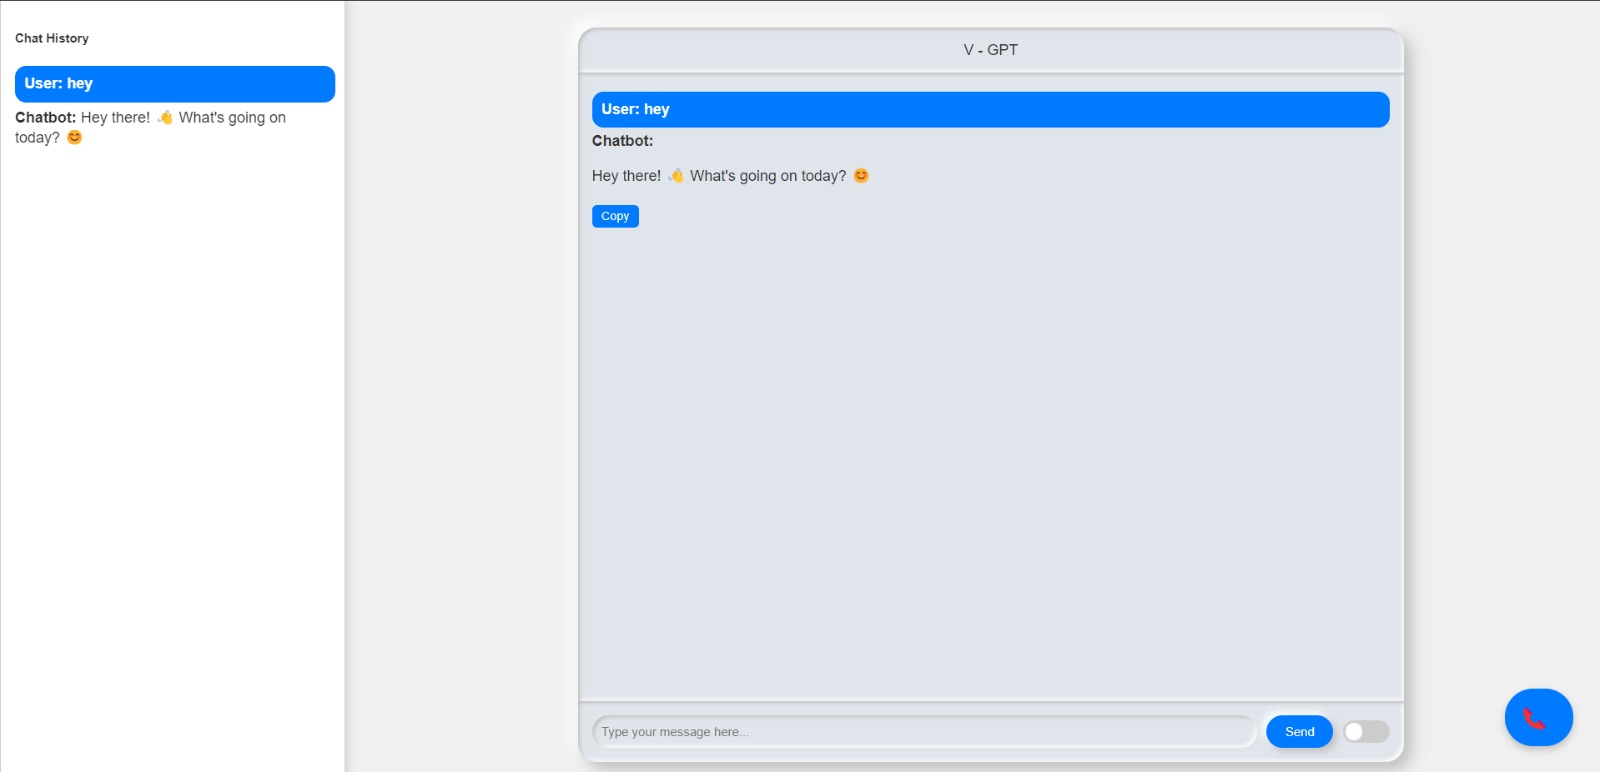 Chat History
User: hey
Chatbot: Hey there! 👋 What's going on
today? 😊
V - GPT
User: hey
Chatbot:
Hey there! 👋 What's going on today? 😊
Copy
Type your message here...
Send